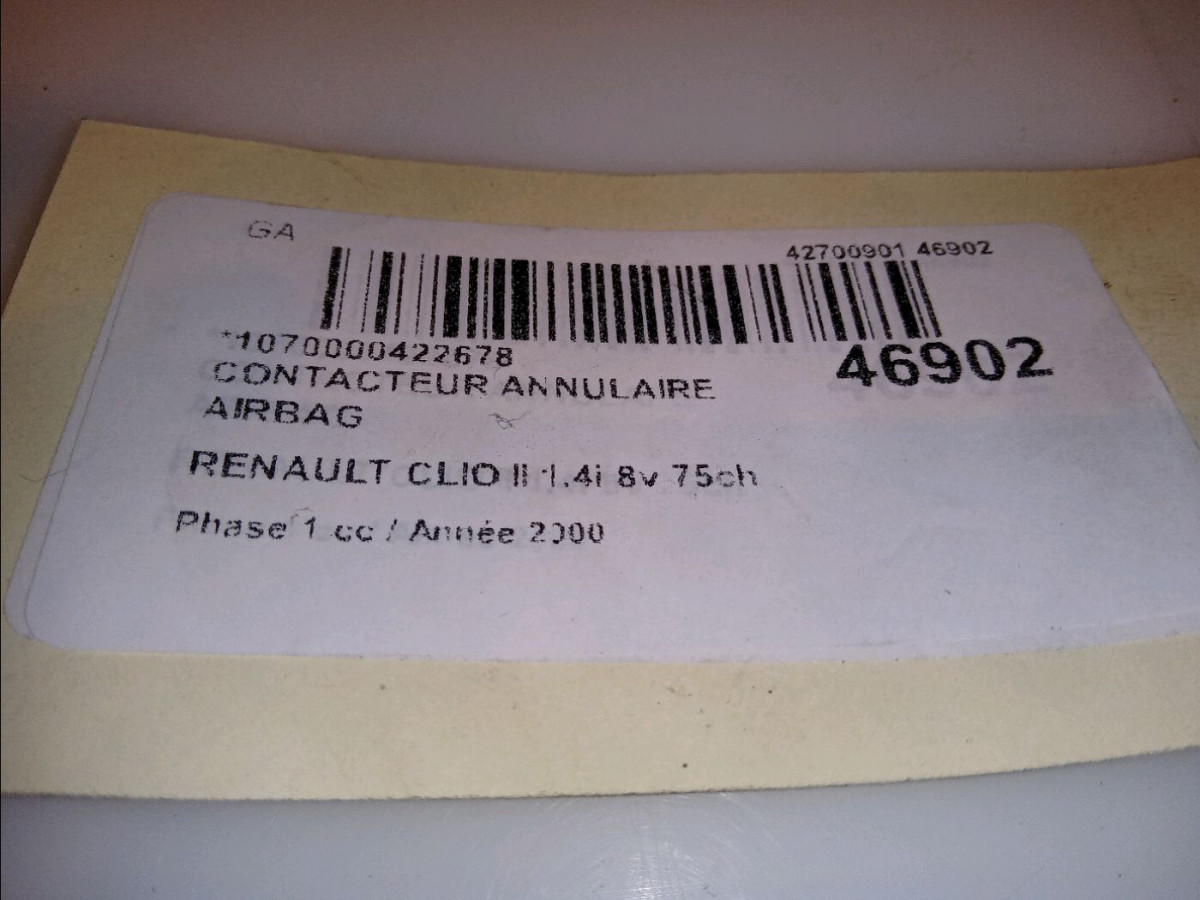 GA
42700901 46902
*1070000422678
46902
CONTACTEUR ANNULAIRE
AIRBAG
RENAULT CLIO II 1.4i 8v 75ch
Phase 1 cc / Année 2000